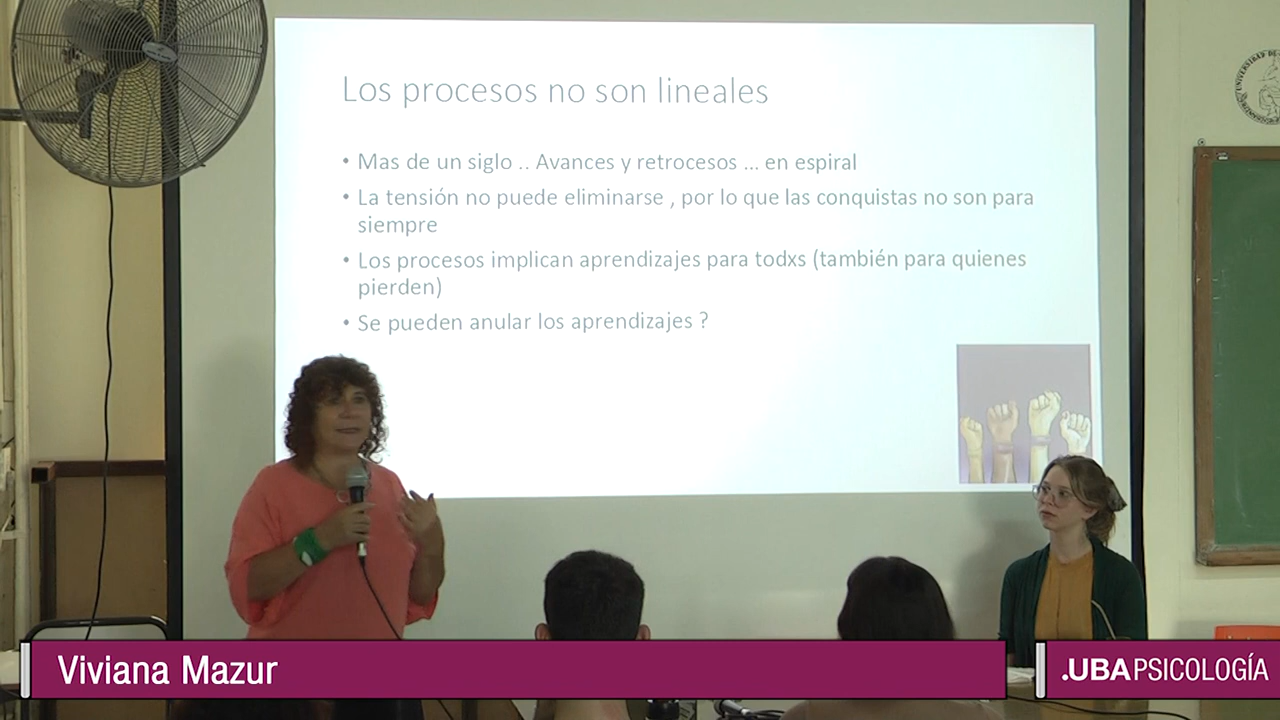 Los procesos no son lineales
• Mas de un siglo .. Avances y retrocesos ... en espiral
• La tensión no puede eliminarse , por lo que las conquistas no son para
siempre
• Los procesos implican aprendizajes para todxs (también para quienes
pierden)
• Se pueden anular los aprendizajes ?
Viviana Mazur
.UBAPSICOLOGÍA